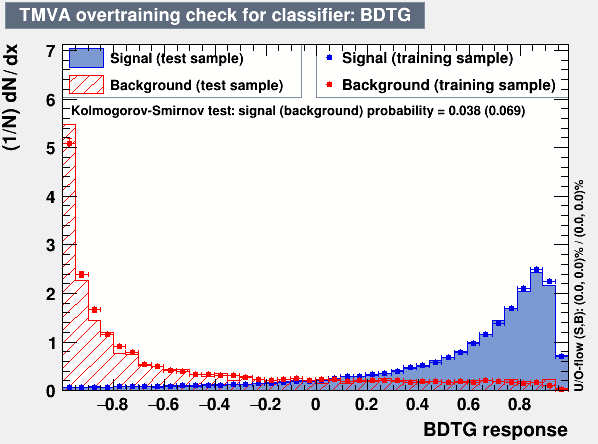 TMVA overtraining check for classifier: BDTG
(1/N) dN/dx
7
6
5
4
3
2
1
0
Signal (test sample)
Background (test sample)
Signal (training sample)
Background (training sample)
Kolmogorov-Smirnov test: signal (background) probability = 0.038 (0.069)
−0.8 −0.6 −0.4 −0.2 0 0.2 0.4 0.6 0.8
BDTG response
U/O-flow (S,B): (0.0, 0.0)% / (0.0, 0.0)%